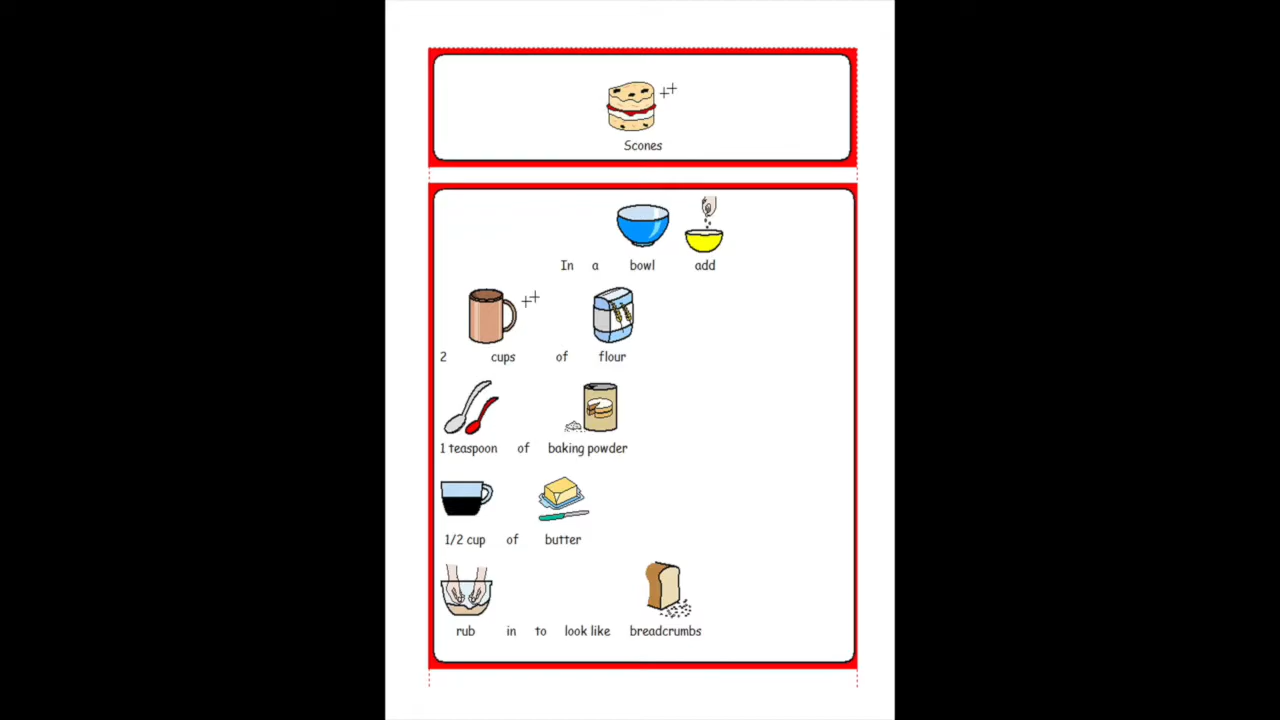 Scones
In a bowl add
2 cups of flour
1 teaspoon of baking powder
1/2 cup of butter
rub in to look like breadcrumbs